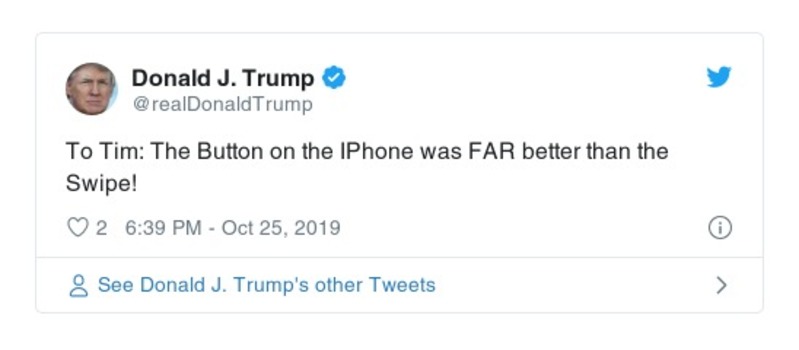 Donald J. Trump
@realDonaldTrump
To Tim: The Button on the IPhone was FAR better than the
Swipe!
2 6:39 PM - Oct 25, 2019
See Donald J. Trump's other Tweets